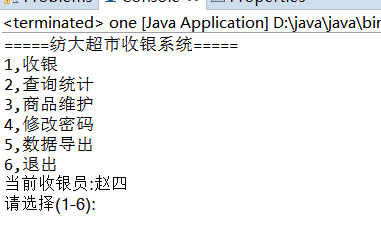 Problems Console Properties
<terminated> one [Java Application] D:\java\java\bin
=====纺大超市收银系统=====
1,收银
2,查询统计
3,商品维护
4,修改密码
5,数据导出
6,退出
当前收银员:赵四
请选择(1-6):